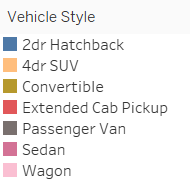 Vehicle Style
2dr Hatchback
4dr SUV
Convertible
Extended Cab Pickup
Passenger Van
Sedan
Wagon